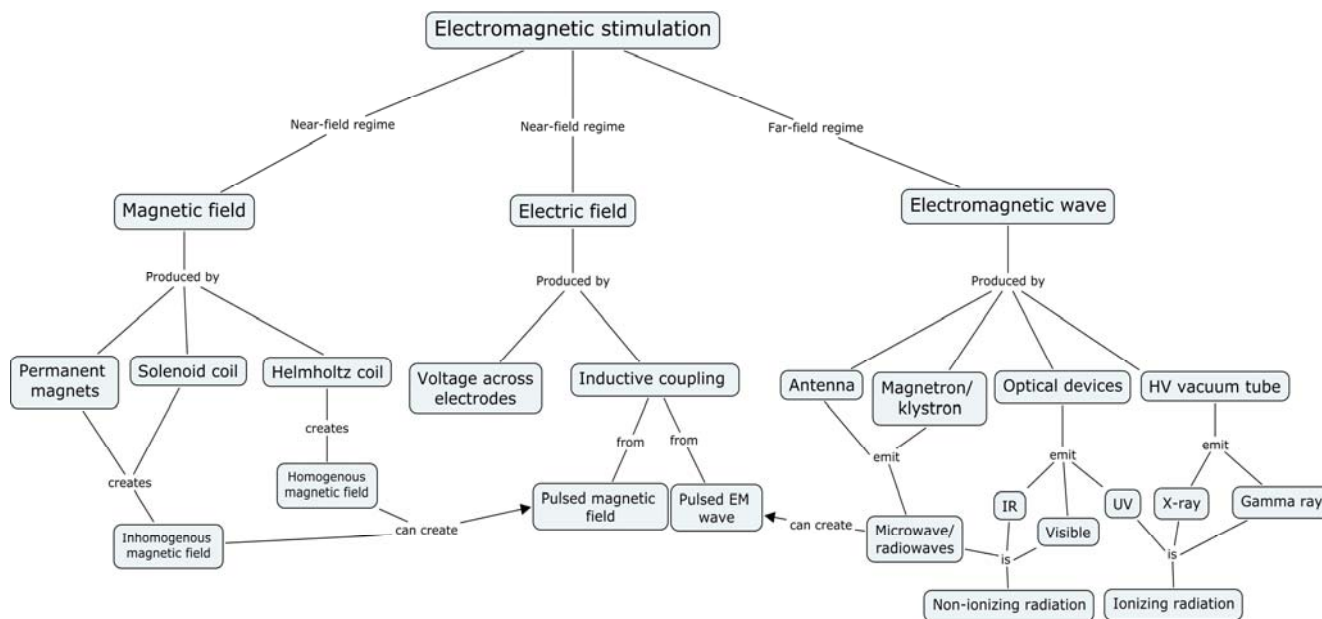 Electromagnetic stimulation
Near-field regime
Near-field regime
Far-field regime
Magnetic field
Electric field
Electromagnetic wave
Produced by
Produced by
Produced by
Permanent
magnets
Solenoid coil
Helmholtz coil
Voltage across
electrodes
Inductive coupling
Antenna
Magnetron/
klystron
Optical devices
HV vacuum tube
creates
from
from
emit
emit
emit
creates
Homogenous
magnetic field
Pulsed magnetic
field
Pulsed EM
wave
IR
UV
X-ray
Gamma ray
Inhomogenous
magnetic field
can create
can create
Microwave/
radiowaves
Visible
is
is
Non-ionizing radiation
Ionizing radiation